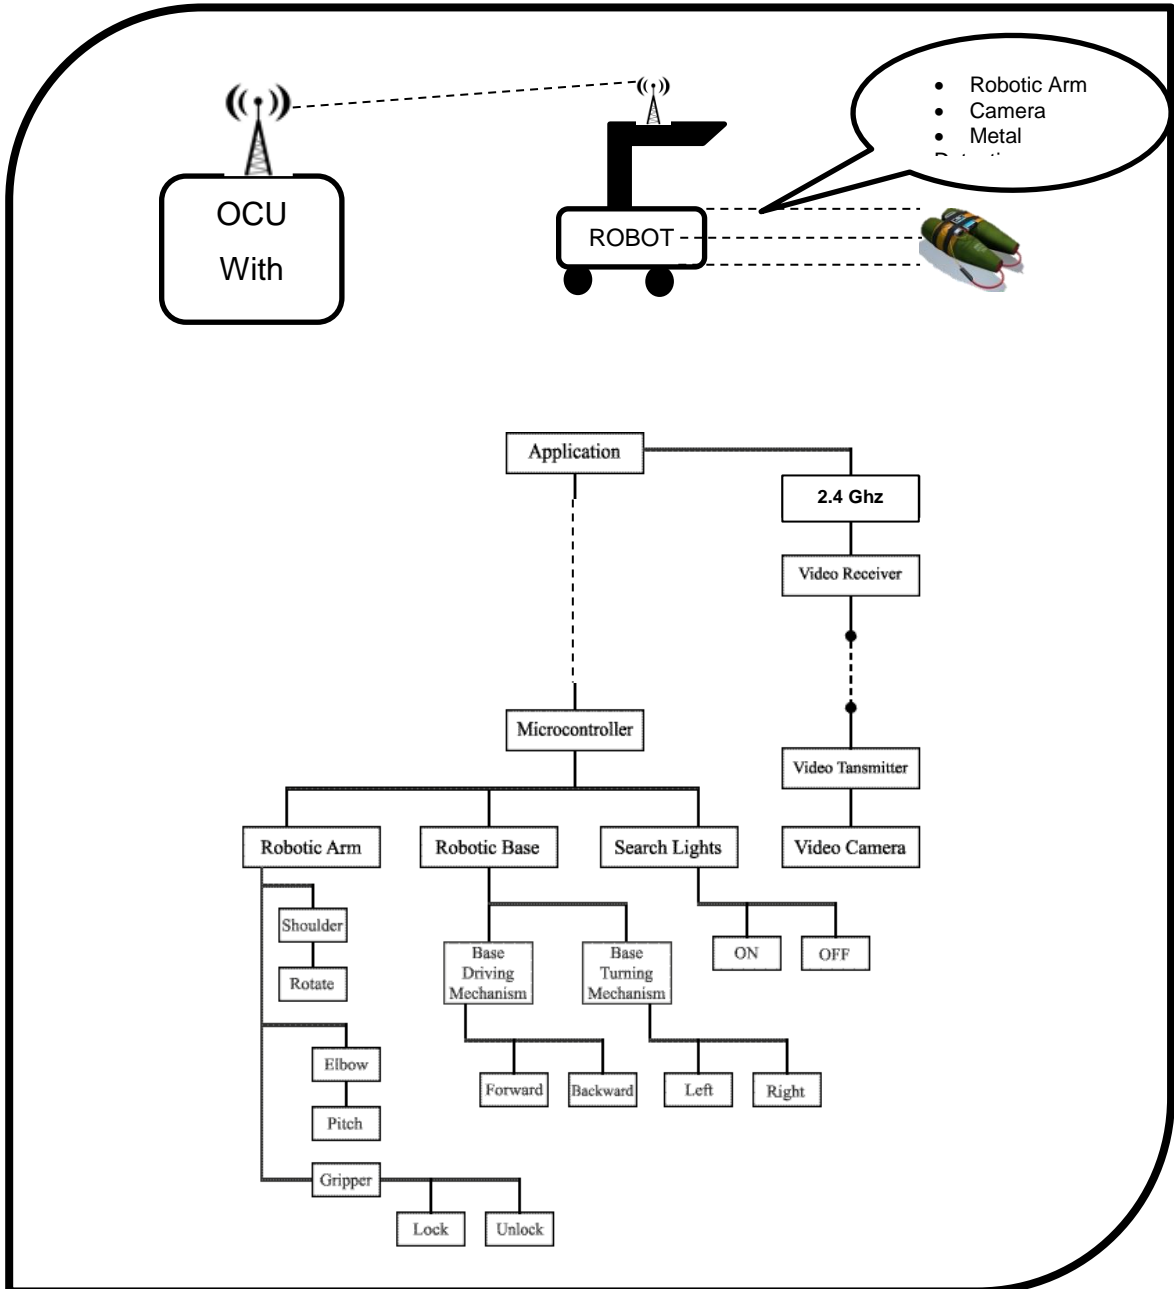 • Robotic Arm
• Camera
• Metal
OCU
With
ROBOT
Application
2.4 Ghz
Video Receiver
Microcontroller
Video Tansmitter
Robotic Arm
Robotic Base
Search Lights
Video Camera
Shoulder
Rotate
Base
Driving
Mechanism
Base
Turning
Mechanism
ON
OFF
Elbow
Pitch
Forward
Backward
Left
Right
Gripper
Lock
Unlock